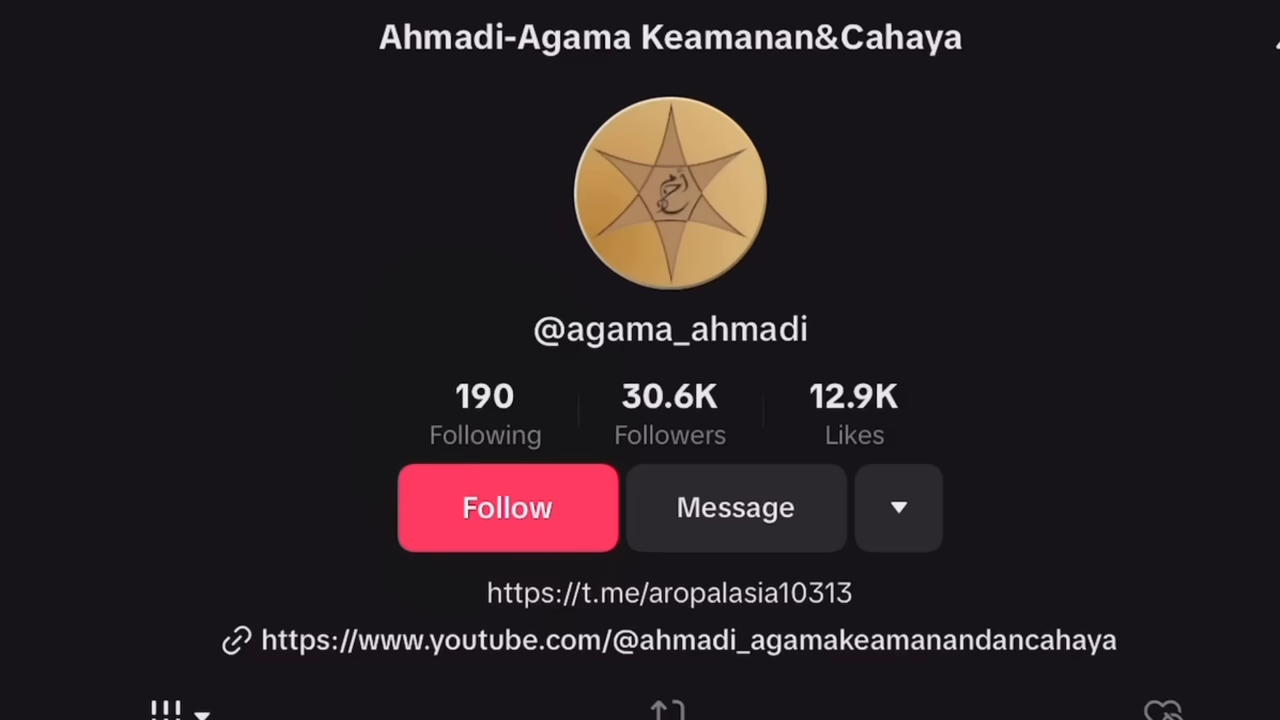 Ahmadi-Agama Keamanan&Cahaya
@agama_ahmadi
190 30.6K 12.9K
Following Followers Likes
Follow Message
https://t.me/aropalasia10313
https://www.youtube.com/@ahmadi_agamakeamanandancahaya